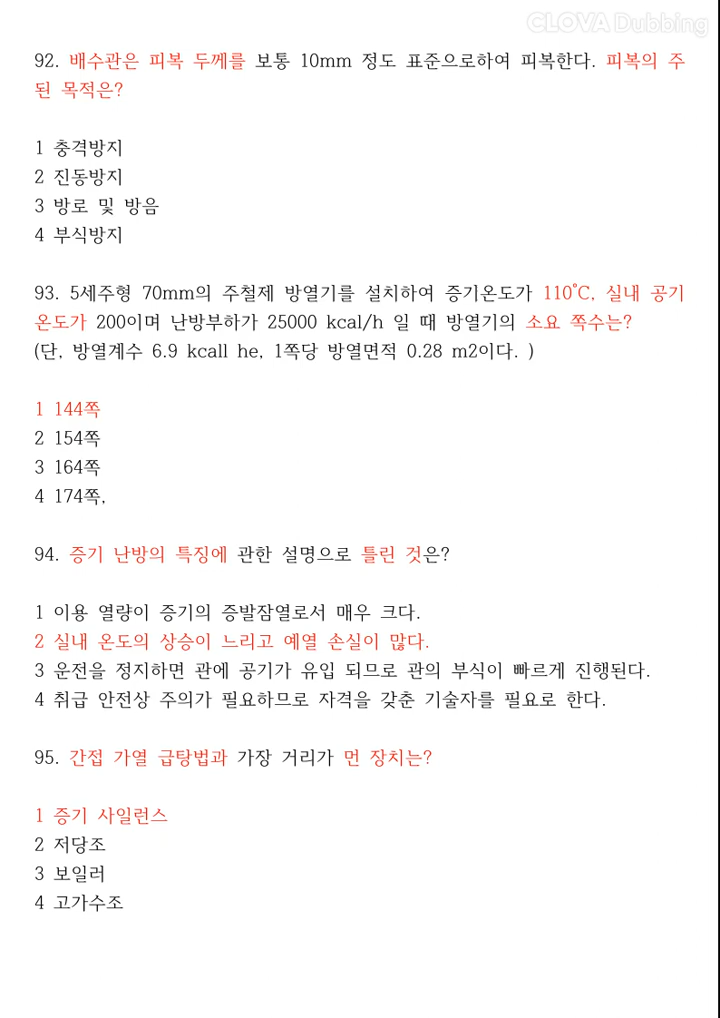 CLOVA Dubbing
92. 배수관은 피복 두께를 보통 10mm 정도 표준으로하여 피복한다. 피복의 주
된 목적은?
1 충격방지
2 진동방지
3 방로 및 방음
4 부식방지
93. 5세주형 70mm의 주철제 방열기를 설치하여 증기온도가 110℃, 실내 공기
온도가 200이며 난방부하가 25000 kcal/h 일 때 방열기의 소요 쪽수는?
(단, 방열계수 6.9 kcall he, 1쪽당 방열면적 0.28 m2이다. )
1 144쪽
2 154쪽
3 164쪽
4 174쪽,
94. 증기 난방의 특징에 관한 설명으로 틀린 것은?
1 이용 열량이 증기의 증발잠열로서 매우 크다.
2 실내 온도의 상승이 느리고 예열 손실이 많다.
3 운전을 정지하면 관에 공기가 유입 되므로 관의 부식이 빠르게 진행된다.
4 취급 안전상 주의가 필요하므로 자격을 갖춘 기술자를 필요로 한다.
95. 간접 가열 급탕법과 가장 거리가 먼 장치는?
1 증기 사일런스
2 저당조
3 보일러
4 고가수조